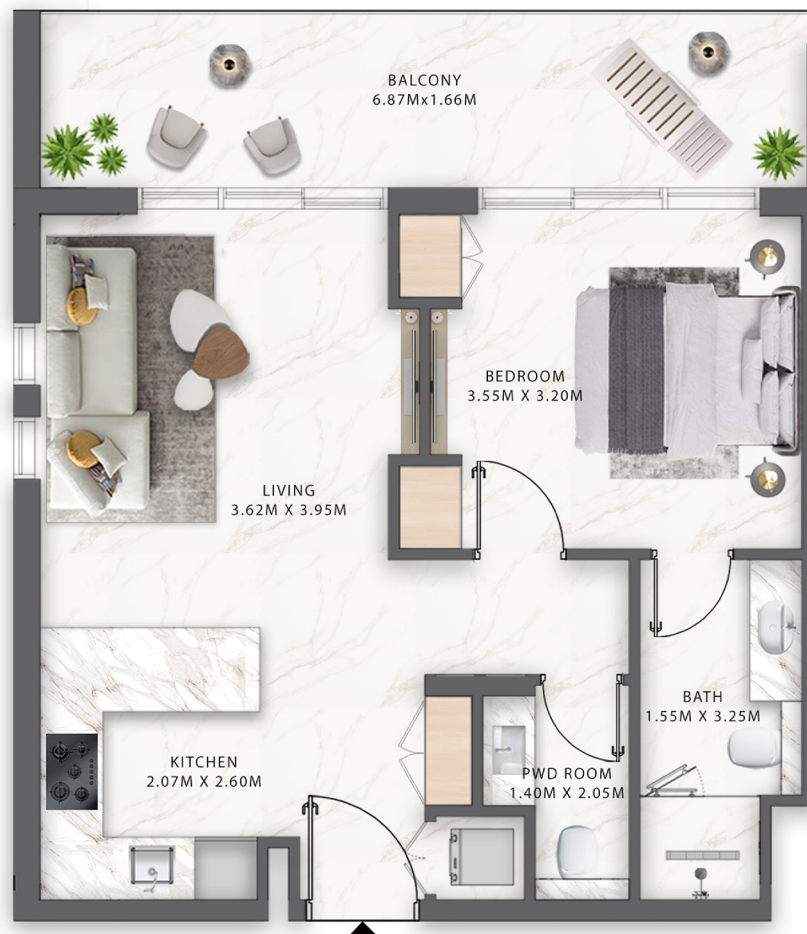 BALCONY
6.87Mx1.66M
BEDROOM
3.55M X 3.20M
LIVING
3.62M X 3.95M
BATH
1.55M X 3.25M
KITCHEN
2.07M X 2.60M
PWD ROOM
1.40M X 2.05M